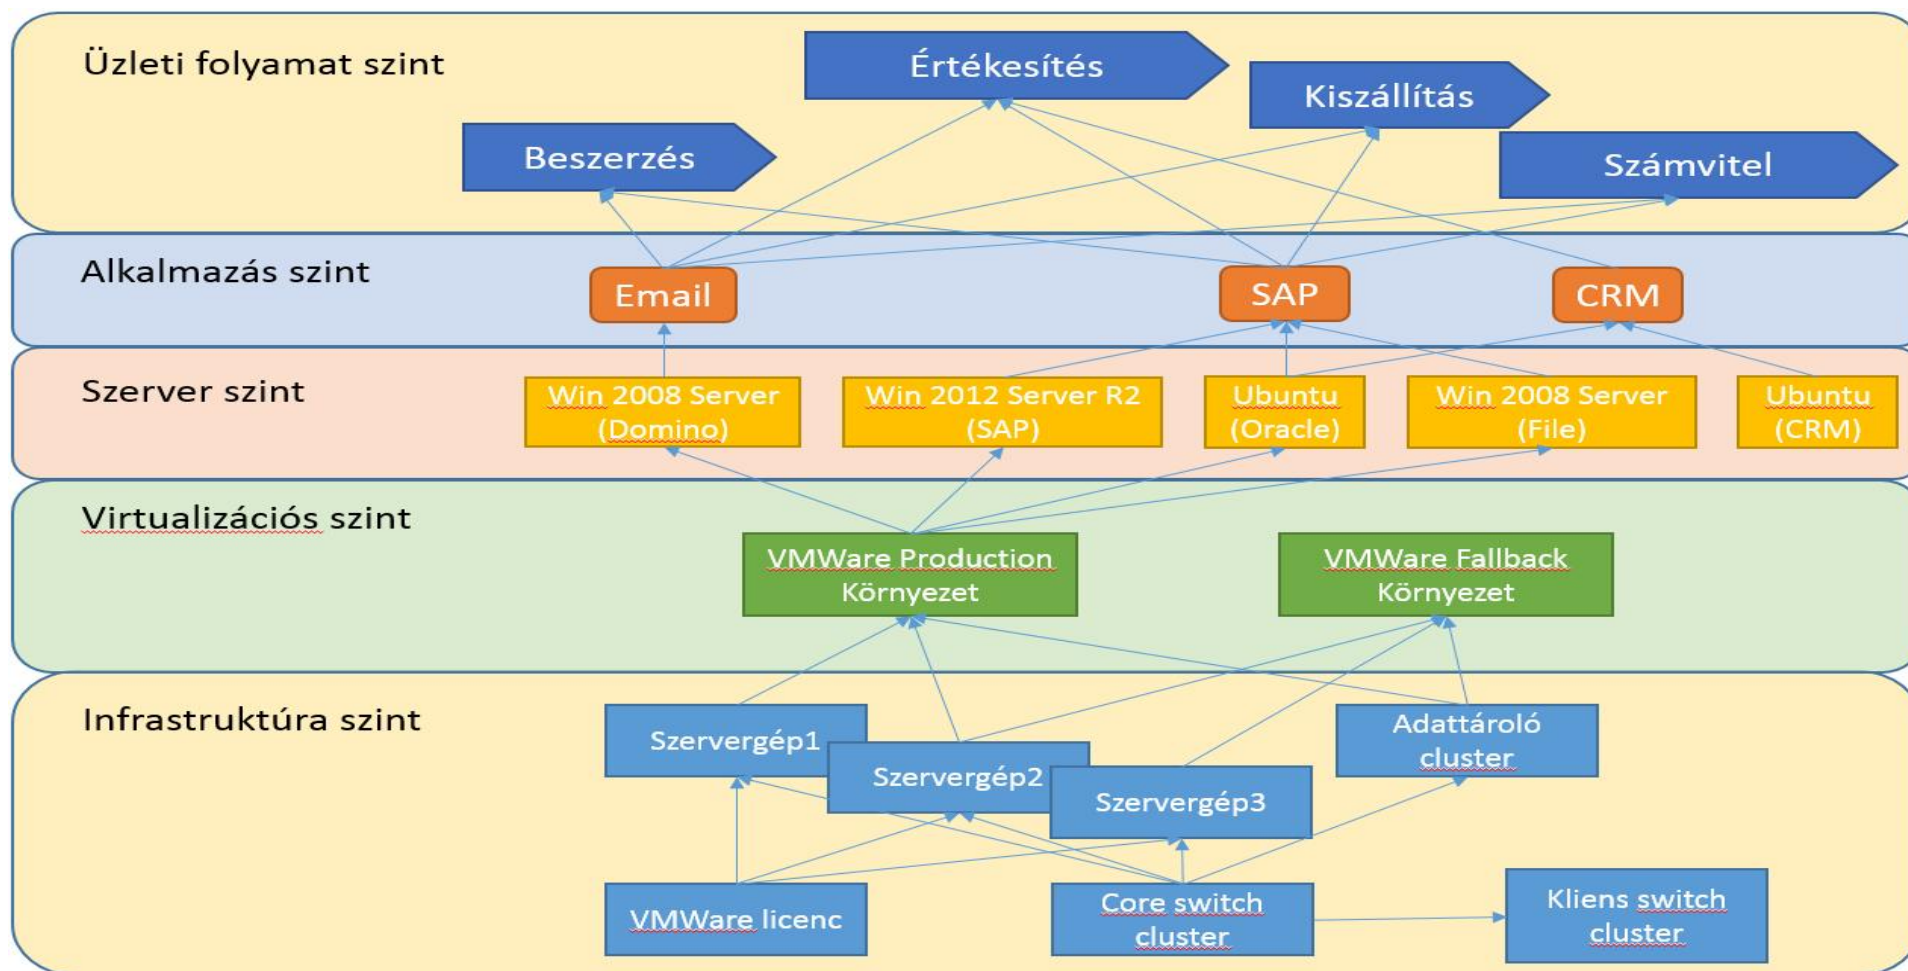 Üzleti folyamat szint
Értékesítés
Kiszállítás
Beszerzés
Számvitel
Alkalmazás szint
Email
SAP
CRM
Szerver szint
Win 2008 Server
(Domino)
Win 2012 Server R2
(SAP)
Ubuntu
(Oracle)
Win 2008 Server
(File)
Ubuntu
(CRM)
Virtualizációs szint
VMWare Production
Környezet
VMWare Fallback
Környezet
Infrastruktúra szint
Szervergép1
Szervergép2
Szervergép3
Adattároló
cluster
VMWare licenc
Core switch
cluster
Kliens switch
cluster